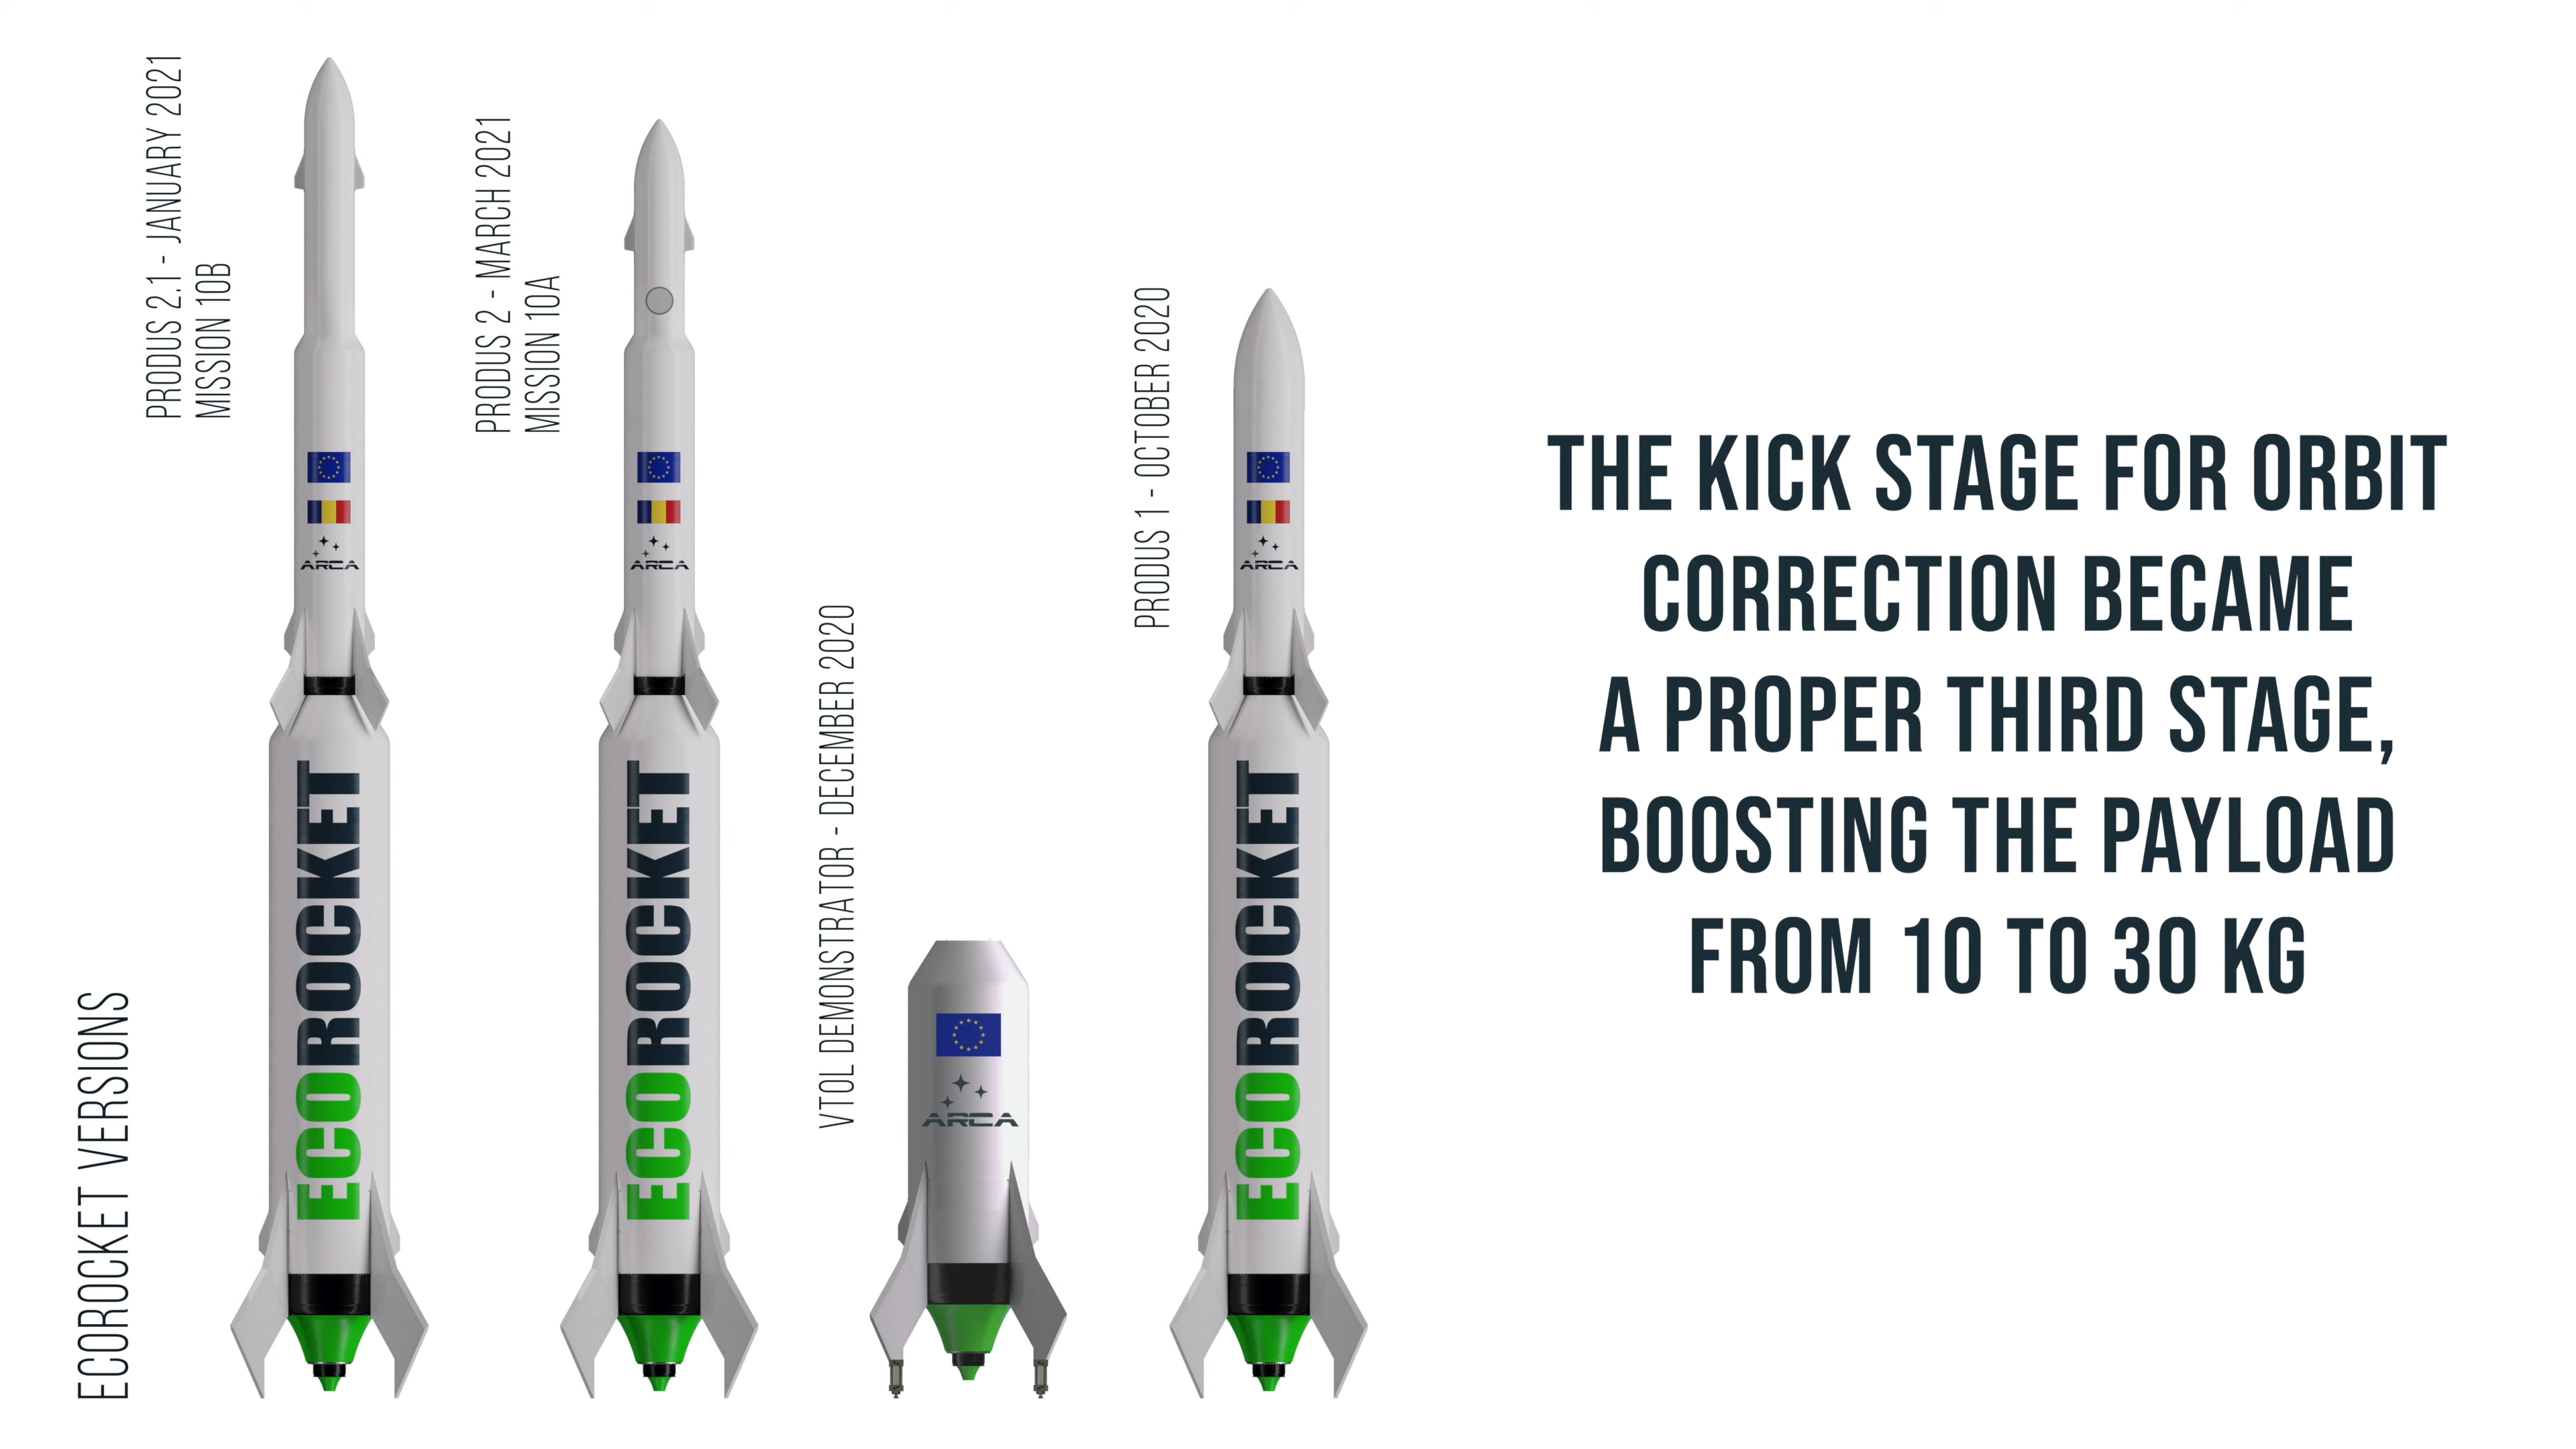 ECOROCKET VERSIONS
PRODUS 2.1 - JANUARY 2021
MISSION 10B
PRODUS 2 - MARCH 2021
MISSION 10A
VTOL DEMONSTRATOR - DECEMBER 2020
PRODUS 1 - OCTOBER 2020
ARCA
ECOROCKET
ARCA
ECOROCKET
ARCA
ARCA
ECOROCKET
THE KICK STAGE FOR ORBIT
CORRECTION BECAME
A PROPER THIRD STAGE,
BOOSTING THE PAYLOAD
FROM 10 TO 30 KG